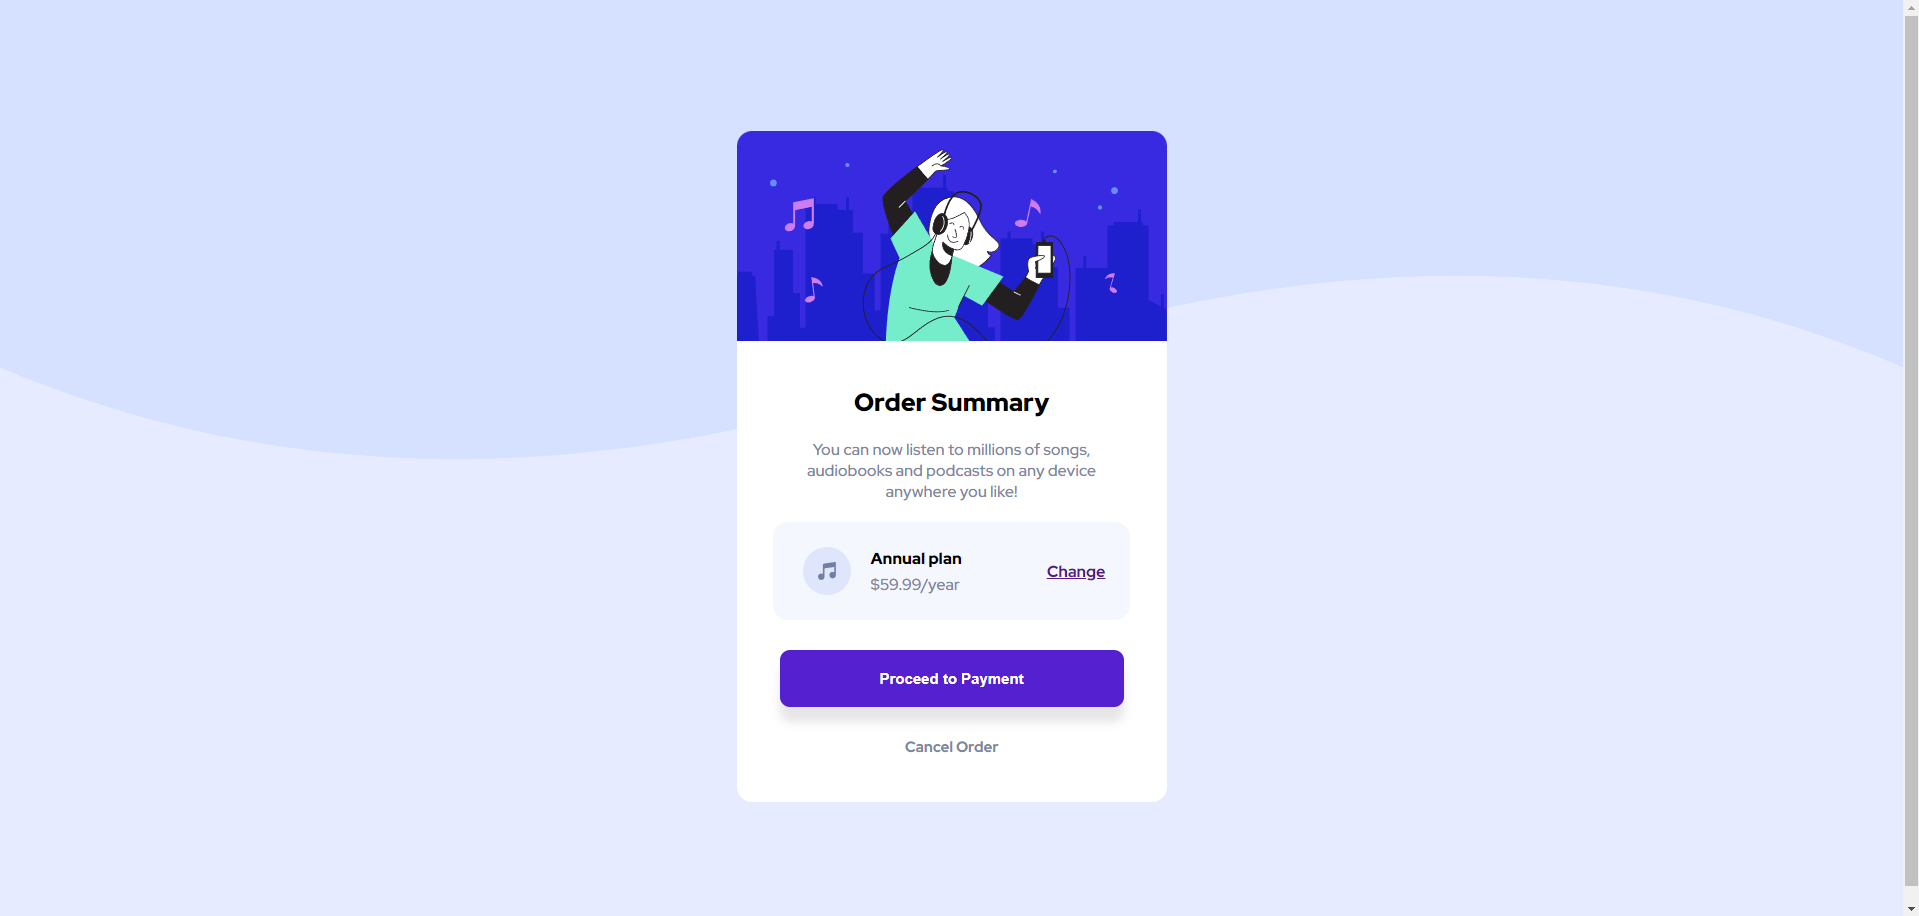 Order Summary
You can now listen to millions of songs,
audiobooks and podcasts on any device
anywhere you like!
Annual plan
$59.99/year
Change
Proceed to Payment
Cancel Order